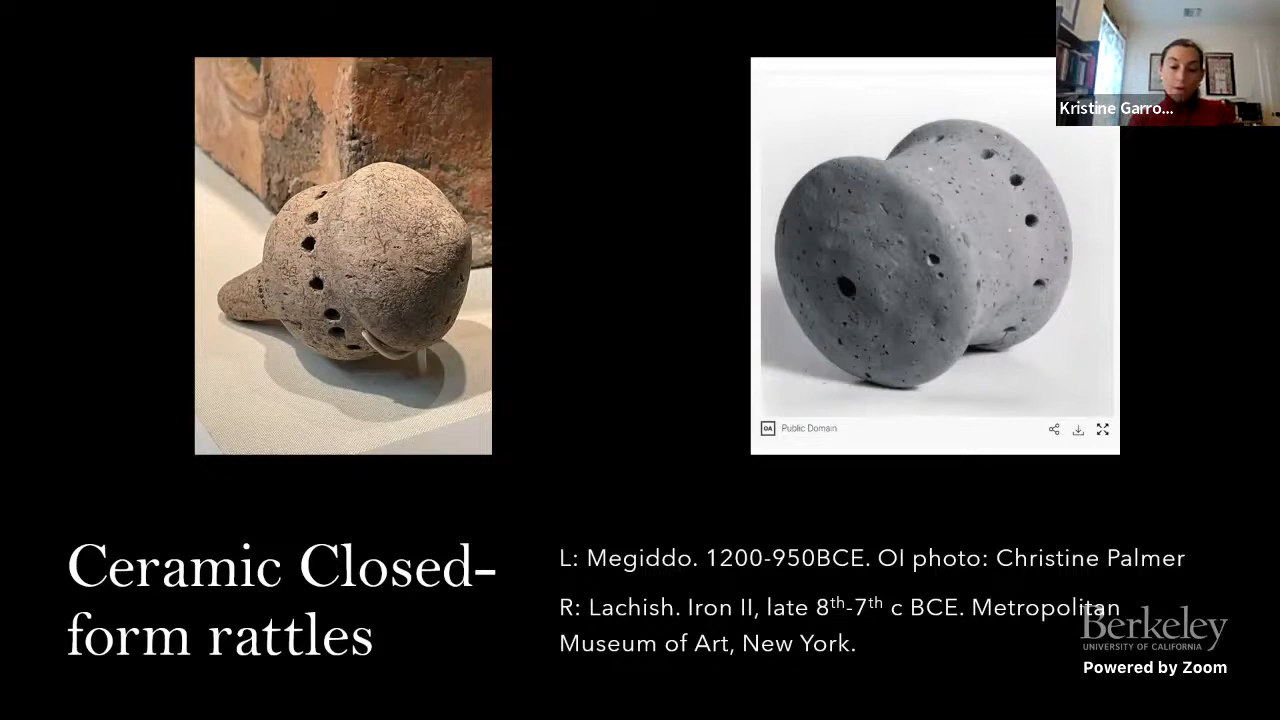 Kristine Garro...
OA Public Domain
Ceramic Closed-
form rattles
L: Megiddo. 1200-950BCE. OI photo: Christine Palmer
R: Lachish. Iron II, late 8th-7th c BCE. Metropolitan
Museum of Art, New York.
Berkeley
UNIVERSITY OF CALIFORNIA
Powered by Zoom